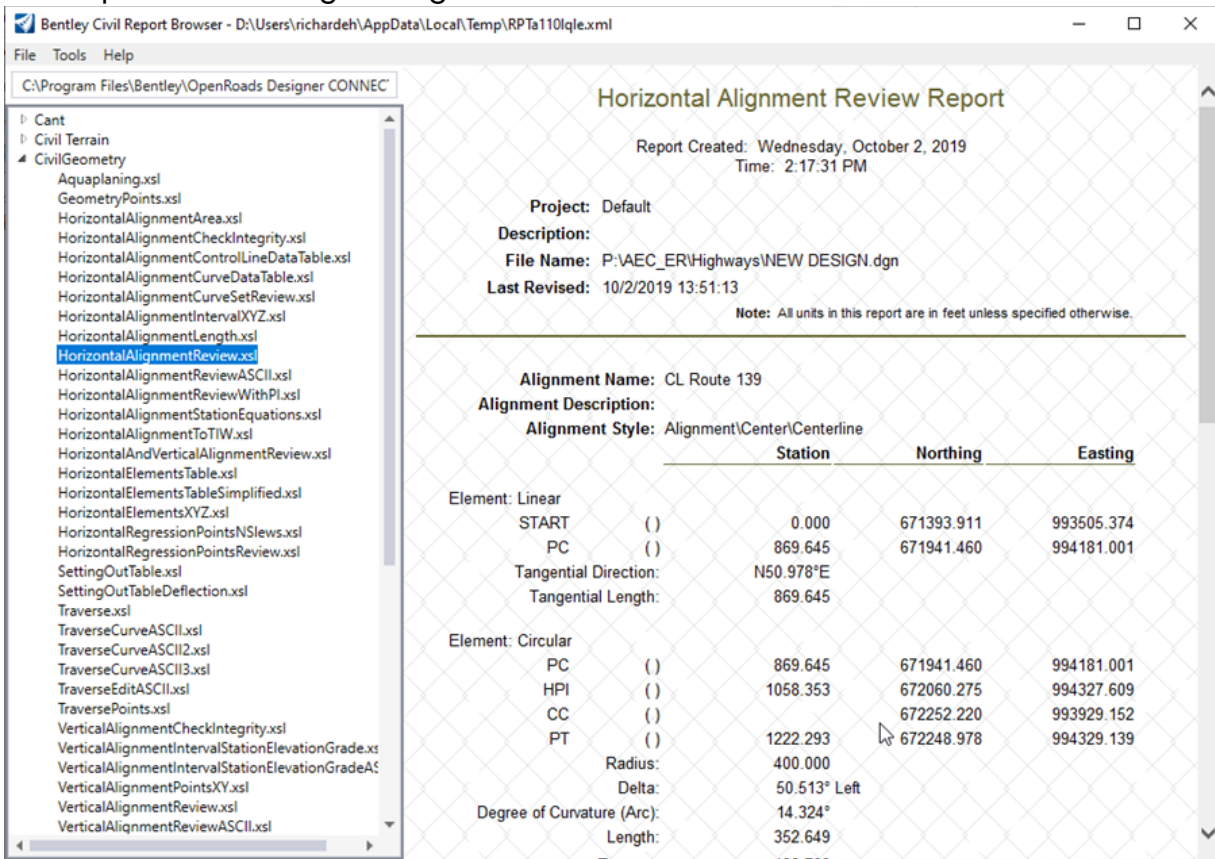 Bentley Civil Report Browser - D:\Users\richardeh\AppData\Local\Temp\RPTa110lqle.xml
File Tools Help
C:\Program Files\Bentley\OpenRoads Designer CONNEC
Cant
Civil Terrain
CivilGeometry
Aquaplaning.xsl
GeometryPoints.xsl
HorizontalAlignmentArea.xsl
HorizontalAlignmentCheckIntegrity.xsl
HorizontalAlignmentControlLineDataTable.xsl
HorizontalAlignmentCurveDataTable.xsl
HorizontalAlignmentCurveSetReview.xsl
HorizontalAlignmentIntervalXYZ.xsl
HorizontalAlignmentLength.xsl
HorizontalAlignmentReview.xsl
HorizontalAlignmentReviewASCII.xsl
HorizontalAlignmentReviewWithPI.xsl
HorizontalAlignmentStationEquations.xsl
HorizontalAlignmentToTIW.xsl
HorizontalAndVerticalAlignmentReview.xsl
HorizontalElementsTable.xsl
HorizontalElementsTableSimplified.xsl
HorizontalElementsXYZ.xsl
HorizontalRegressionPointsNSlews.xsl
HorizontalRegressionPointsReview.xsl
SettingOutTable.xsl
SettingOutTableDeflection.xsl
Traverse.xsl
TraverseCurveASCII.xsl
TraverseCurveASCII2.xsl
TraverseCurveASCII3.xsl
TraverseEditASCII.xsl
TraversePoints.xsl
VerticalAlignmentCheckIntegrity.xsl
VerticalAlignmentIntervalStationElevationGrade.xs
VerticalAlignmentIntervalStationElevationGradeAS
VerticalAlignmentPointsXY.xsl
VerticalAlignmentReview.xsl
VerticalAlignmentReviewASCII.xsl
Horizontal Alignment Review Report
Report Created: Wednesday, October 2, 2019
Time: 2:17:31 PM
Project: Default
Description:
File Name: P:\AEC_ER\Highways\NEW DESIGN.dgn
Last Revised: 10/2/2019 13:51:13
Note: All units in this report are in feet unless specified otherwise.
Alignment Name: CL Route 139
Alignment Description:
Alignment Style: Alignment\Center\Centerline
Station Northing Easting
Element: Linear
START ( ) 0.000 671393.911 993505.374
PC ( ) 869.645 671941.460 994181.001
Tangential Direction: N50.978°E
Tangential Length: 869.645
Element: Circular
PC ( ) 869.645 671941.460 994181.001
HPI ( ) 1058.353 672060.275 994327.609
CC ( ) 672252.220 993929.152
PT ( ) 1222.293 672248.978 994329.139
Radius: 400.000
Delta: 50.513° Left
Degree of Curvature (Arc): 14.324°
Length: 352.649